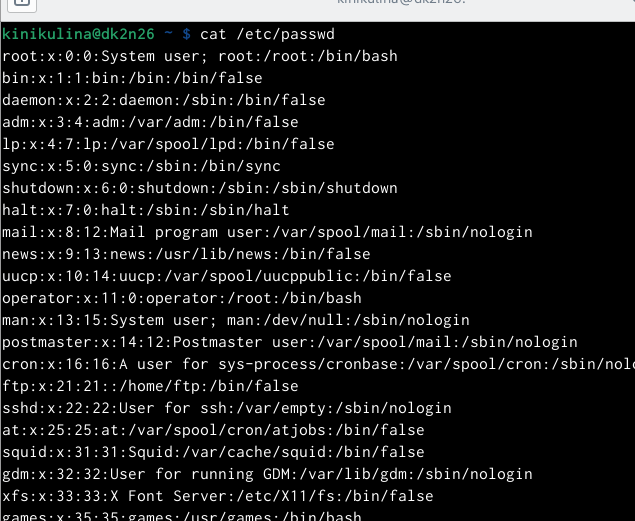 kinikulina@dk2n26:
kinikulina@dk2n26 ~ $ cat /etc/passwd
root:x:0:0:System user; root:/root:/bin/bash
bin:x:1:1:bin:/bin:/bin/false
daemon:x:2:2:daemon:/sbin:/bin/false
adm:x:3:4:adm:/var/adm:/bin/false
lp:x:4:7:lp:/var/spool/lpd:/bin/false
sync:x:5:0:sync:/sbin:/bin/sync
shutdown:x:6:0:shutdown:/sbin:/sbin/shutdown
halt:x:7:0:halt:/sbin:/sbin/halt
mail:x:8:12:Mail program user:/var/spool/mail:/sbin/nologin
news:x:9:13:news:/usr/lib/news:/bin/false
uucp:x:10:14:uucp:/var/spool/uucppublic:/bin/false
operator:x:11:0:operator:/root:/bin/bash
man:x:13:15:System user; man:/dev/null:/sbin/nologin
postmaster:x:14:12:Postmaster user:/var/spool/mail:/sbin/nologin
cron:x:16:16:A user for sys-process/cronbase:/var/spool/cron:/sbin/nolo
ftp:x:21:21::/home/ftp:/bin/false
sshd:x:22:22:User for ssh:/var/empty:/sbin/nologin
at:x:25:25:at:/var/spool/cron/atjobs:/bin/false
squid:x:31:31:Squid:/var/cache/squid:/bin/false
gdm:x:32:32:User for running GDM:/var/lib/gdm:/sbin/nologin
xfs:x:33:33:X Font Server:/etc/X11/fs:/bin/false
games:x:35:35:games:/usr/games:/bin/bash